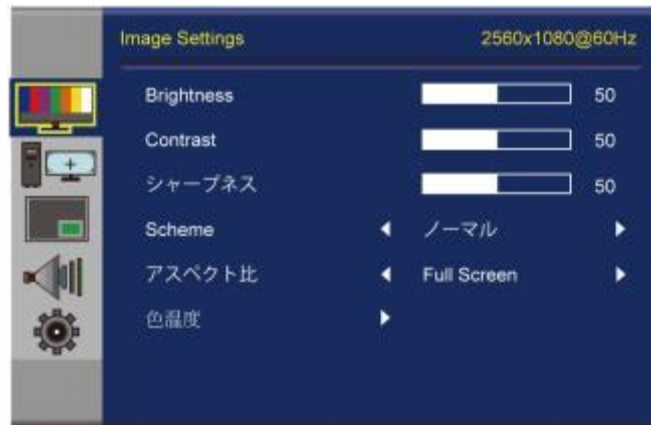 Image Settings 2560x1080@60Hz
Brightness 50
Contrast 50
シャープネス 50
Scheme ノーマル
アスペクト比 Full Screen
色温度